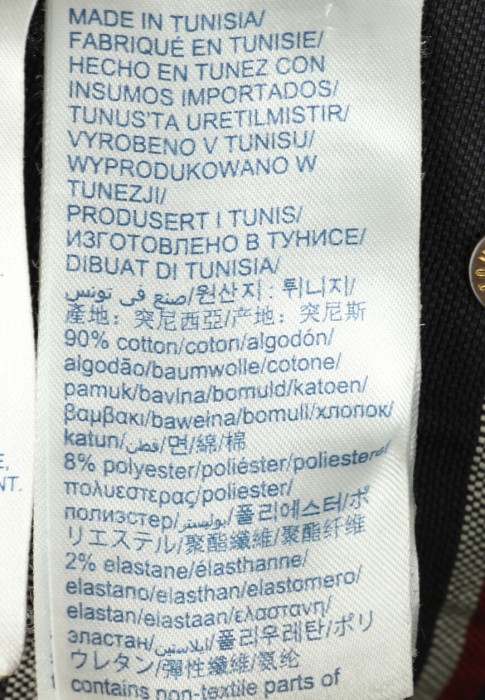 MADE IN TUNISIA/
FABRIQUÉ EN TUNISIE/
HECHO EN TUNEZ CON
INSUMOS IMPORTADOS/
TUNUS'TA URETILMISTIR/
VYROBENO V TUNISU/
WYPRODUKOWANO W
TUNEZJI/
PRODUSERT I TUNIS/
ИЗГОТОВЛЕНО В ТУНИСЕ/
DIBUAT DI TUNISIA/
صنع في تونس/원산지: 튀니지/
產地: 突尼西亞/产地: 突尼斯
90% cotton/coton/algodón/
algodão/baumwolle/cotone/
pamuk/bavlna/bomuld/katoen/
βαμβακι/bawełna/bomull/хлопок/
katun/قطن/면/綿/棉
8% polyester/poliéster/poliestere/
πολυεστερας/poliester/
полиэстер/بوليستر/폴리에스터/ポ
リエステル/聚酯纖維/聚酯纤维
2% elastane/élasthanne/
elastano/elasthan/elastomero/
elastan/elastaan/ελαστανη/
эластан/ايلاستين/폴리우레탄/ポリ
ウレタン/彈性纖維/氨纶
contains non-textile parts of
E,
NT.